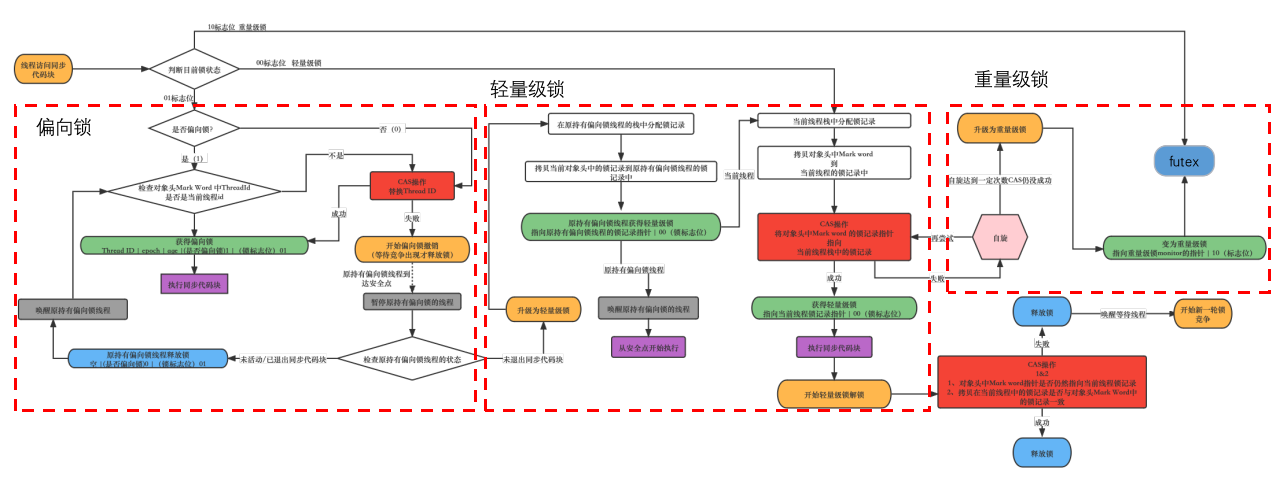 10标志位 重量级锁
线程访问同步
代码块
判断目前锁状态
00标志位 轻量级锁
01标志位
偏向锁
是否偏向锁?
否（0）
是（1）
不是
检查对象头Mark Word 中ThreadId
是否是当前线程id
CAS操作
替换Thread ID
成功
失败
获得偏向锁
Thread ID | epoch | age |(是否偏向锁)1 |（锁标志位）01
开始偏向锁撤销
(等待竞争出现才释放锁)
执行同步代码块
原持有偏向锁线程到
达安全点
唤醒原持有偏向锁线程
暂停原持有偏向锁的线程
原持有偏向锁线程释放锁
空 |(是否偏向锁)0 |（锁标志位）01
未活动/已退出同步代码块
检查原持有偏向锁线程的状态
未退出同步代码块
轻量级锁
在原持有偏向锁线程的栈中分配锁记录
拷贝当前对象头中的锁记录到原持有偏向锁线程的锁
记录中
原持有偏向锁线程获得轻量级锁
指向原持有偏向锁线程的锁记录指针 | 00（锁标志位）
原持有偏向锁线程
升级为轻量级锁
唤醒原持有偏向锁的线程
从安全点开始执行
当前线程
当前线程栈中分配锁记录
拷贝对象头中Mark word
到
当前线程的锁记录中
CAS操作
将对象头中Mark word 的锁记录指针
指向
当前线程栈中的锁记录
再尝试
失败
成功
获得轻量级锁
指向当前线程锁记录指针 | 00（锁标志位）
执行同步代码块
开始轻量级锁解锁
重量级锁
升级为重量级锁
futex
自旋达到一定次数CAS仍没成功
自旋
变为重量级锁
指向重量级锁monitor的指针 | 10（标志位）
释放锁
唤醒等待线程
开始新一轮锁
竞争
失败
CAS操作
1&2
1、对象头中Mark word指针是否仍然指向当前线程锁记录
2、拷贝在当前线程中的锁记录是否与对象头Mark Word中
的锁记录一致
成功
释放锁